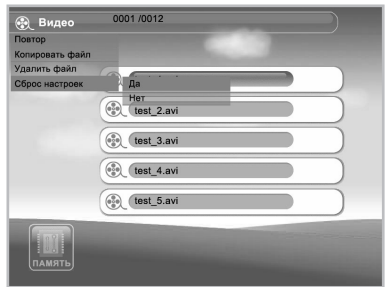 Видео 0001 /0012
Повтор
Копировать файл
Удалить файл
Сброс настроек
Да
Нет
test_2.avi
test_3.avi
test_4.avi
test_5.avi
ПАМЯТЬ